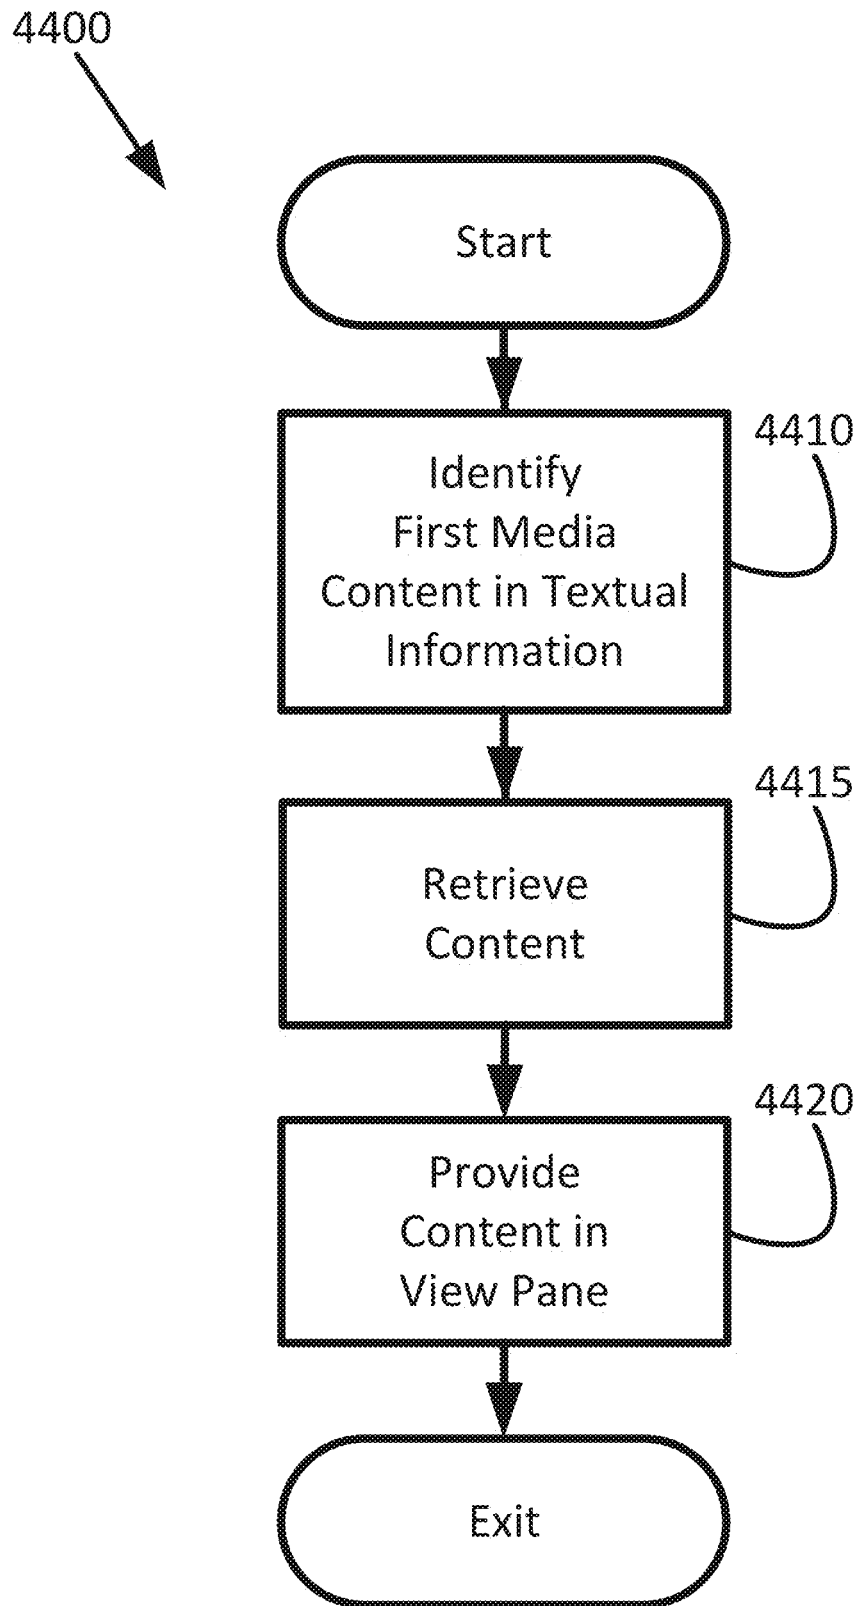 4400
Start
4410
Identify
First Media
Content in Textual
Information
4415
Retrieve
Content
4420
Provide
Content in
View Pane
Exit